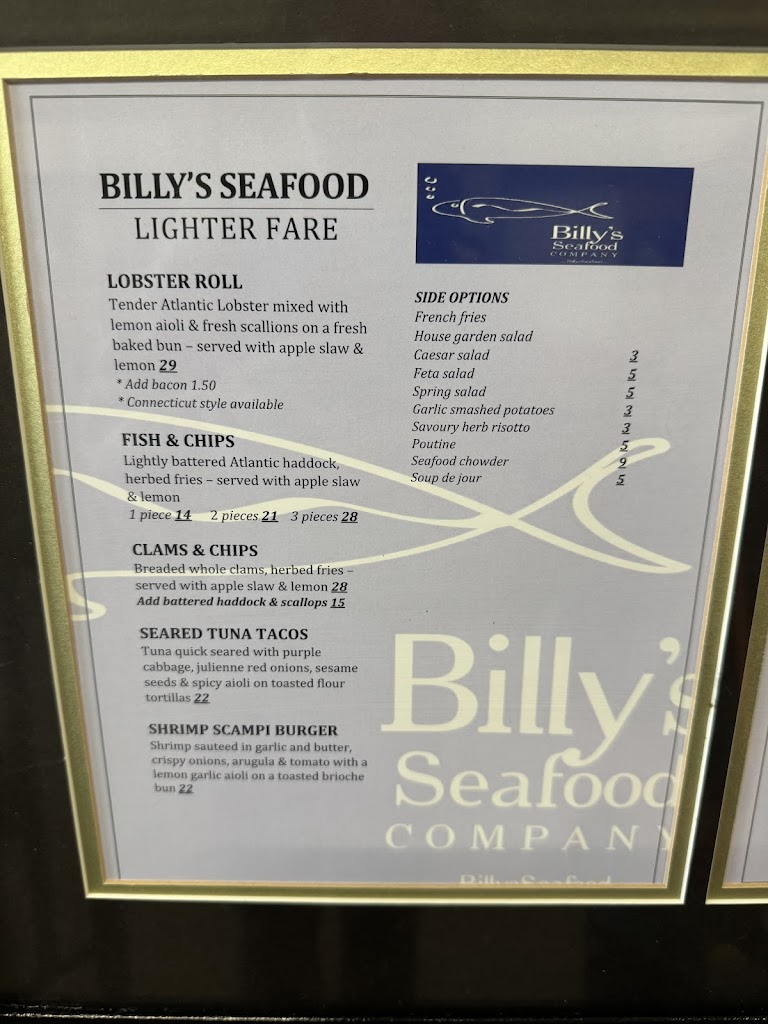 BILLY'S SEAFOOD
LIGHTER FARE
LOBSTER ROLL
Tender Atlantic Lobster mixed with
lemon aioli & fresh scallions on a fresh
baked bun – served with apple slaw &
lemon 29
* Add bacon 1.50
* Connecticut style available
FISH & CHIPS
Lightly battered Atlantic haddock,
herbed fries – served with apple slaw
& lemon
1 piece 14 2 pieces 21 3 pieces 28
CLAMS & CHIPS
Breaded whole clams, herbed fries –
served with apple slaw & lemon 28
Add battered haddock & scallops 15
SEARED TUNA TACOS
Tuna quick seared with purple
cabbage, julienne red onions, sesame
seeds & spicy aioli on toasted flour
tortillas 22
SHRIMP SCAMPI BURGER
Shrimp sauteed in garlic and butter,
crispy onions, arugula & tomato with a
lemon garlic aioli on a toasted brioche
bun 22
Billy's
Seafood
COMPANY
SIDE OPTIONS
French fries
House garden salad
Caesar salad 3
Feta salad 5
Spring salad 5
Garlic smashed potatoes 3
Savoury herb risotto 3
Poutine 5
Seafood chowder 9
Soup de jour 5
Billy's
Seafood
COMPANY